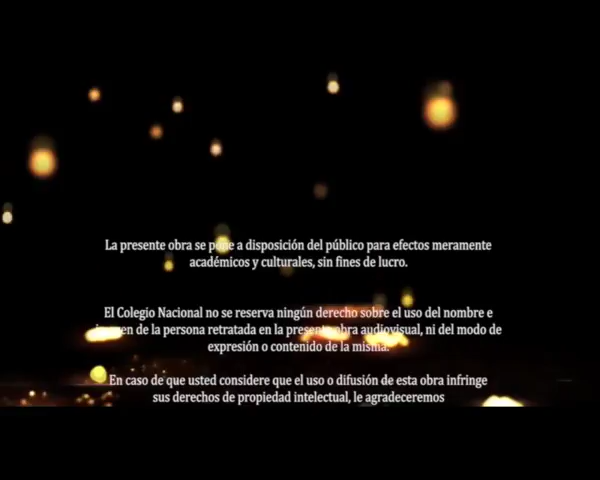 La presente obra se pone a disposición del público para efectos meramente
académicos y culturales, sin fines de lucro.
El Colegio Nacional no se reserva ningún derecho sobre el uso del nombre e
imagen de la persona retratada en la presente obra audiovisual, ni del modo de
expresión o contenido de la misma.
En caso de que usted considere que el uso o difusión de esta obra infringe
sus derechos de propiedad intelectual, le agradeceremos